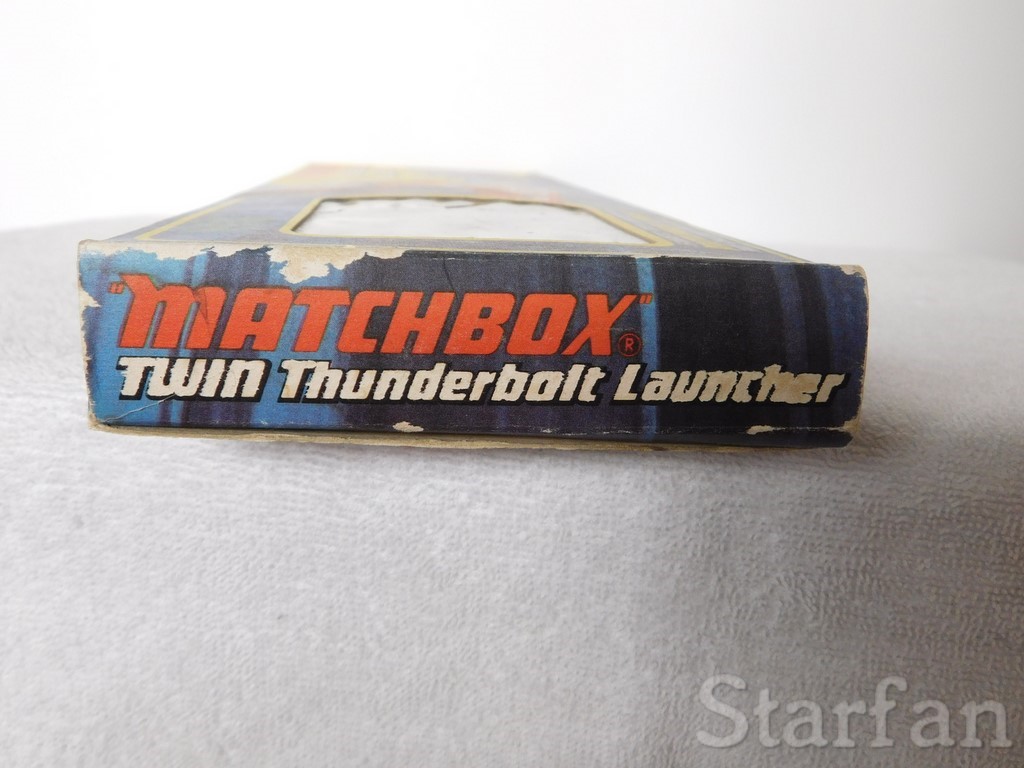 "MATCHBOX"®
TWIN Thunderbolt Launcher
Starfan